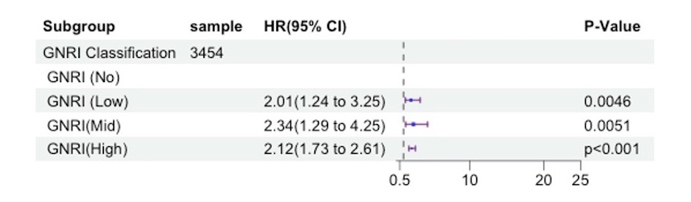 Subgroup sample HR(95% CI) P-Value
GNRI Classification 3454
GNRI (No)
GNRI (Low) 2.01(1.24 to 3.25) 0.0046
GNRI(Mid) 2.34(1.29 to 4.25) 0.0051
GNRI(High) 2.12(1.73 to 2.61) p<0.001
0.5 10 20 25